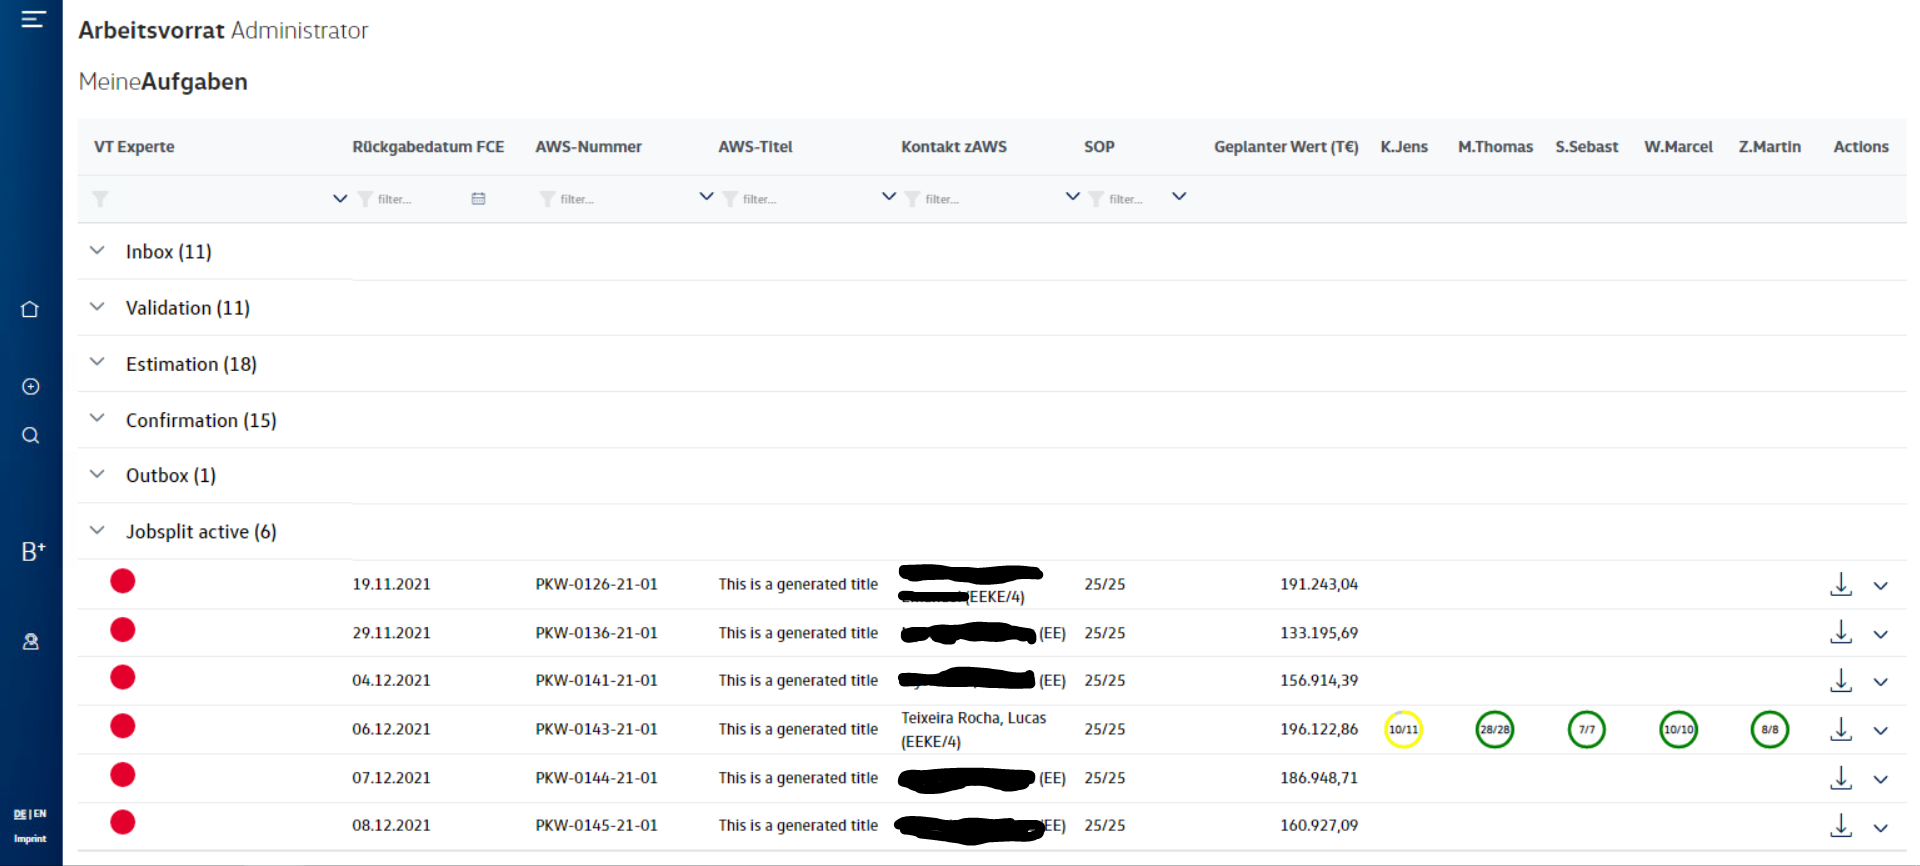 Arbeitsvorrat Administrator
MeineAufgaben
VT Experte Rückgabedatum FCE AWS-Nummer AWS-Titel Kontakt zAWS SOP Geplanter Wert (T€) K.Jens M.Thomas S.Sebast W.Marcel Z.Martin Actions
filter... filter... filter... filter... filter...
Inbox (11)
Validation (11)
Estimation (18)
Confirmation (15)
Outbox (1)
Jobsplit active (6)
19.11.2021 PKW-0126-21-01 This is a generated title (EEKE/4) 25/25 191.243,04
29.11.2021 PKW-0136-21-01 This is a generated title (EE) 25/25 133.195,69
04.12.2021 PKW-0141-21-01 This is a generated title (EE) 25/25 156.914,39
06.12.2021 PKW-0143-21-01 This is a generated title Teixeira Rocha, Lucas (EEKE/4) 25/25 196.122,86 10/11 28/28 7/7 10/10 8/8
07.12.2021 PKW-0144-21-01 This is a generated title (EE) 25/25 186.948,71
08.12.2021 PKW-0145-21-01 This is a generated title EE) 25/25 160.927,09
B+
DE | EN
Imprint